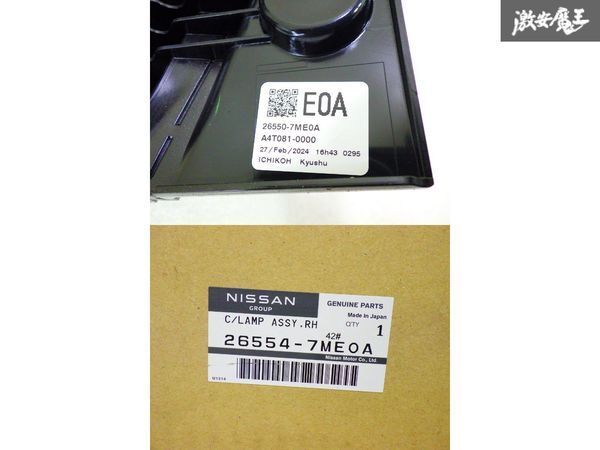 激安魔王
E0A
26550-7ME0A
A4T081-0000
27/Feb/2024 16h43 0295
ICHIKOH Kyushu
NISSAN
GROUP
GENUINE PARTS
Made In Japan
C/LAMP ASSY.RH
Q'TY 1
42#
26554-7ME0A
Nissan Motor Co., Ltd.